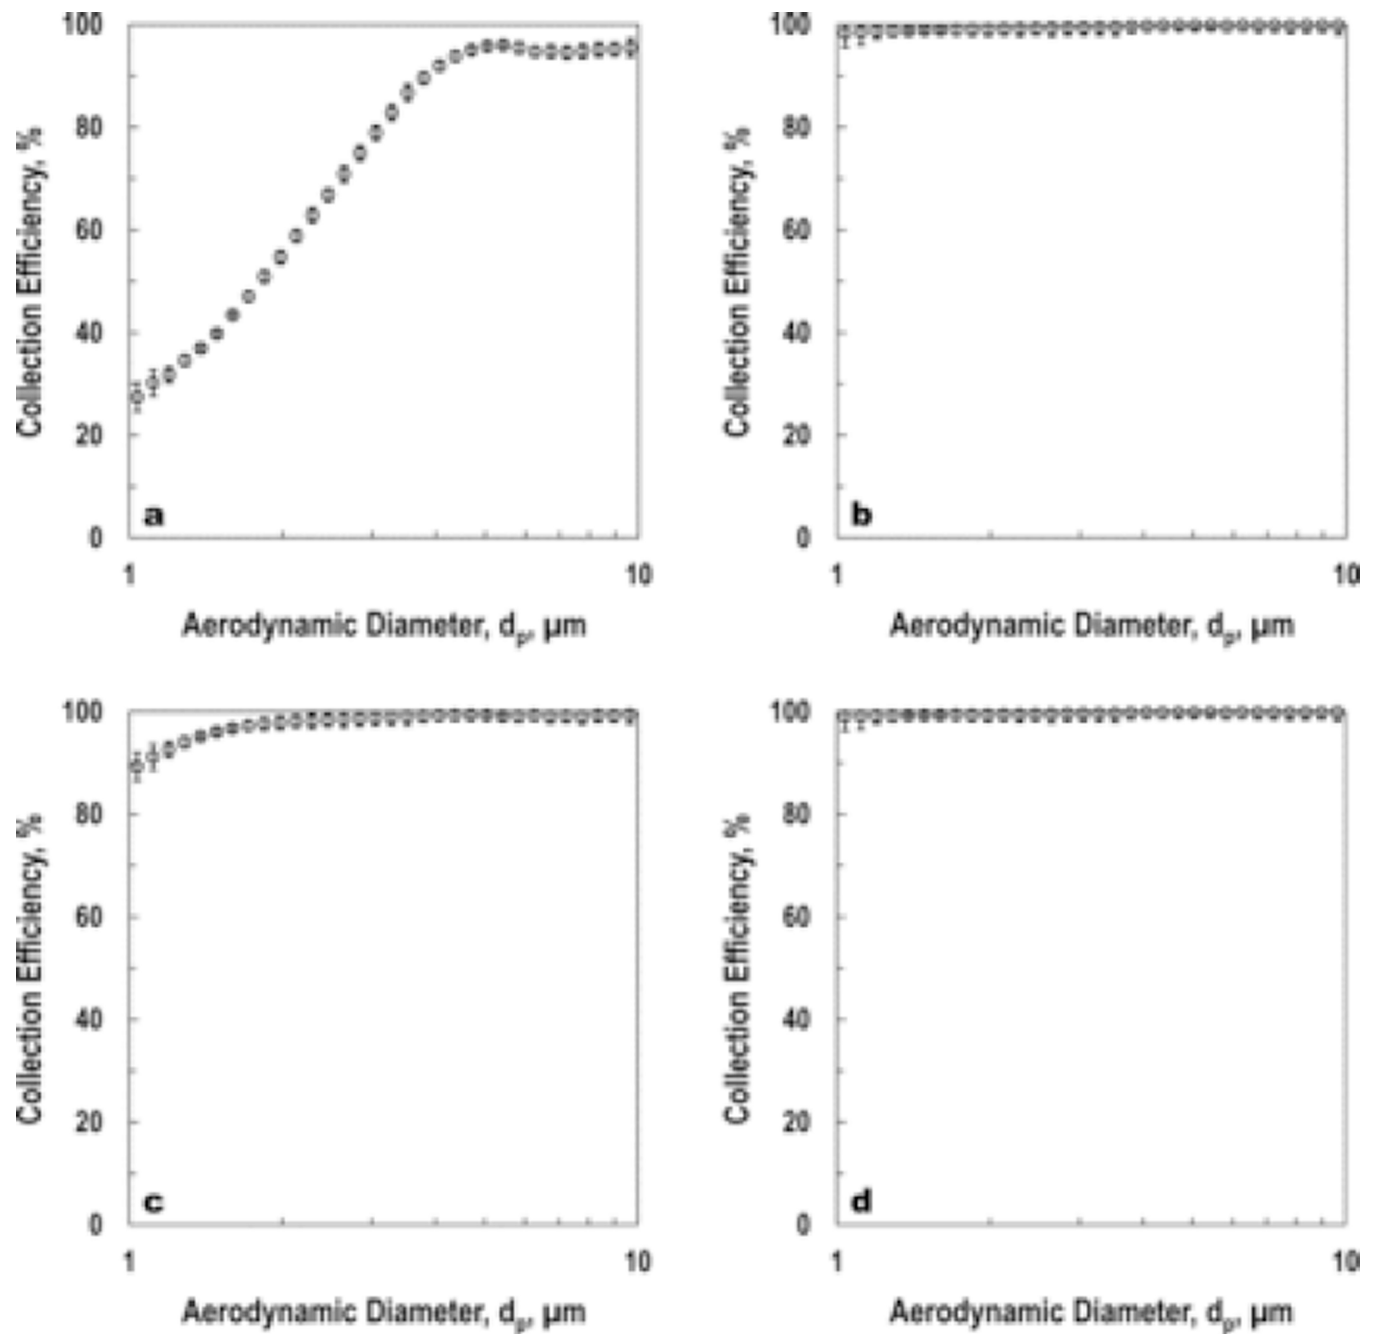 100
80
60
40
20
0
Collection Efficiency, %
a
1
10
Aerodynamic Diameter, dp, µm
100
80
60
40
20
0
Collection Efficiency, %
b
1
10
Aerodynamic Diameter, dp, µm
100
80
60
40
20
0
Collection Efficiency, %
c
1
10
Aerodynamic Diameter, dp, µm
100
80
60
40
20
0
Collection Efficiency, %
d
1
10
Aerodynamic Diameter, dp, µm